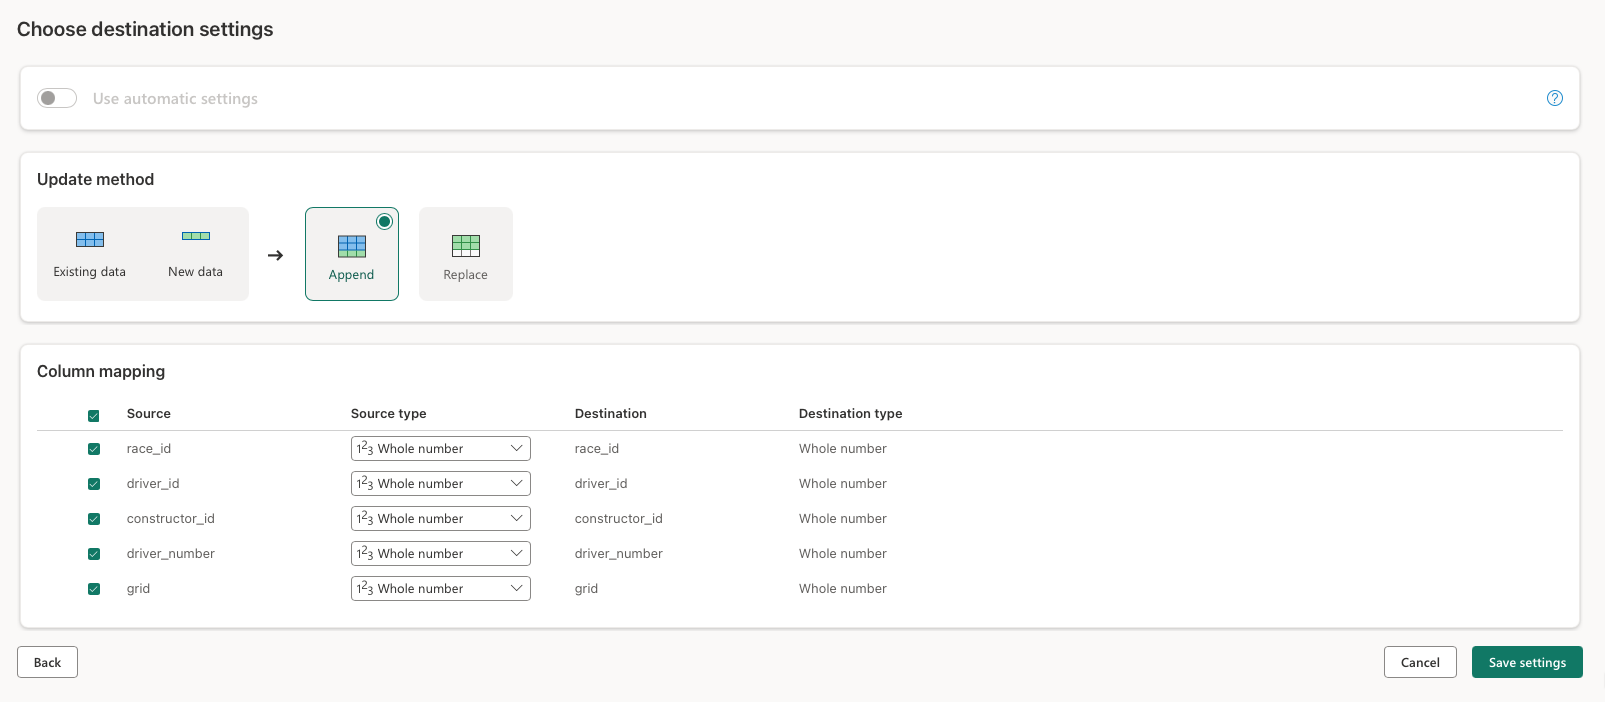 Choose destination settings
Use automatic settings
?
Update method
Existing data New data → Append Replace
Column mapping
Source Source type Destination Destination type
race_id 123 Whole number race_id Whole number
driver_id 123 Whole number driver_id Whole number
constructor_id 123 Whole number constructor_id Whole number
driver_number 123 Whole number driver_number Whole number
grid 123 Whole number grid Whole number
Back Cancel Save settings